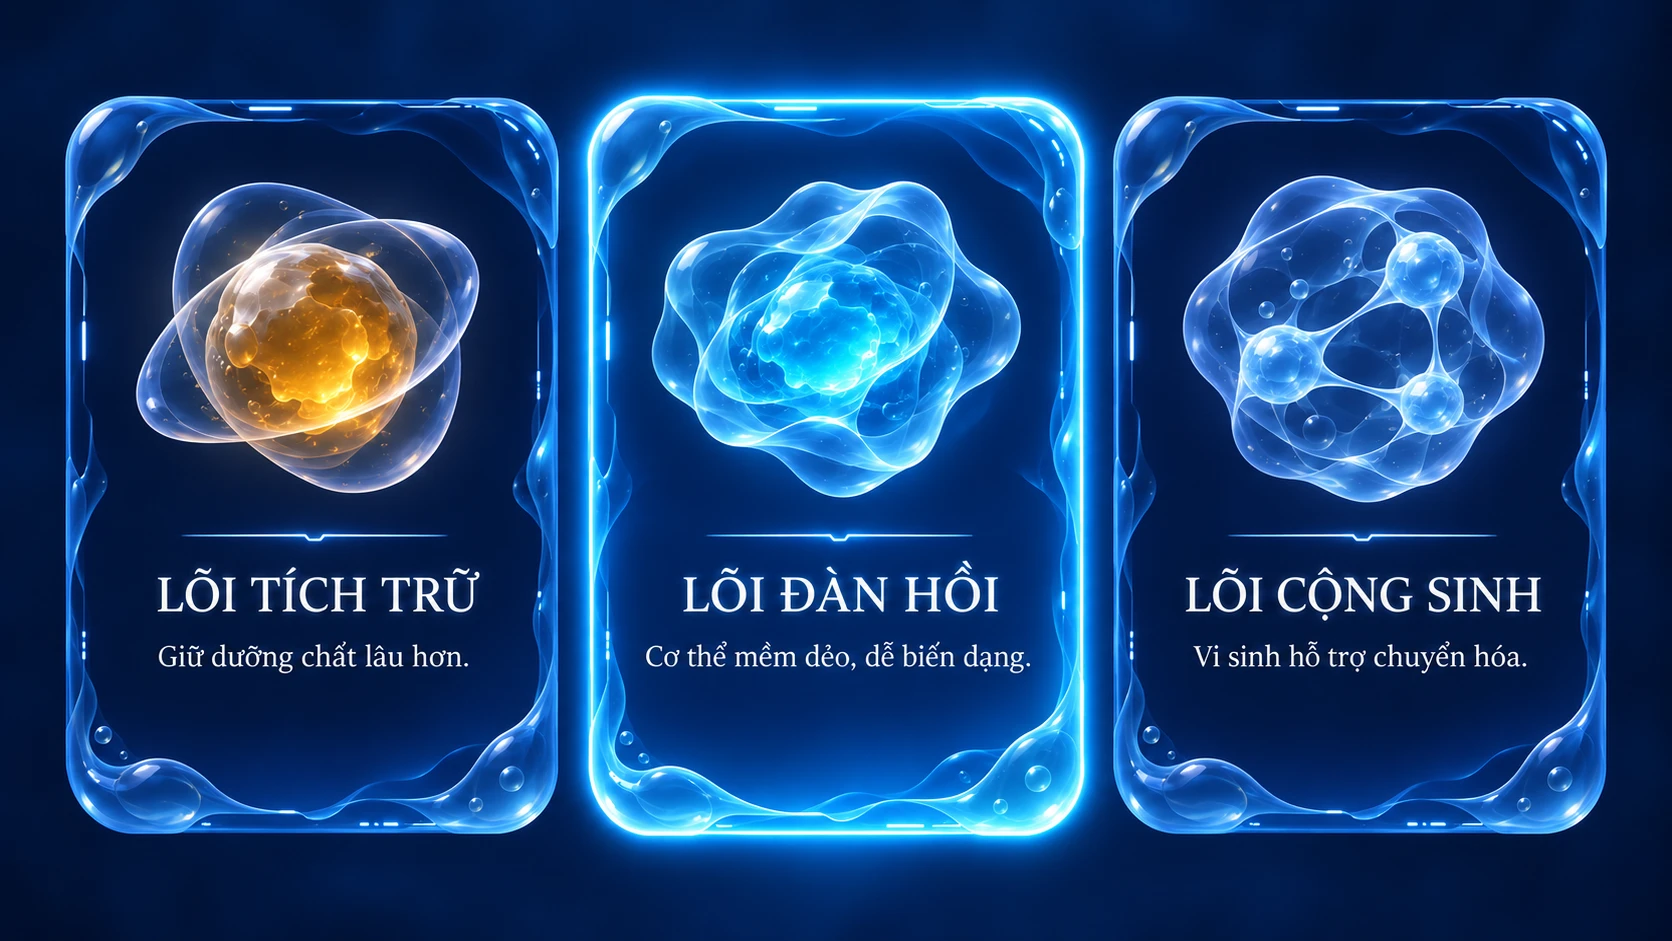 LÕI TÍCH TRỮ
Giữ dưỡng chất lâu hơn.
LÕI ĐÀN HỒI
Cơ thể mềm dẻo, dễ biến dạng.
LÕI CỘNG SINH
Vi sinh hỗ trợ chuyển hóa.